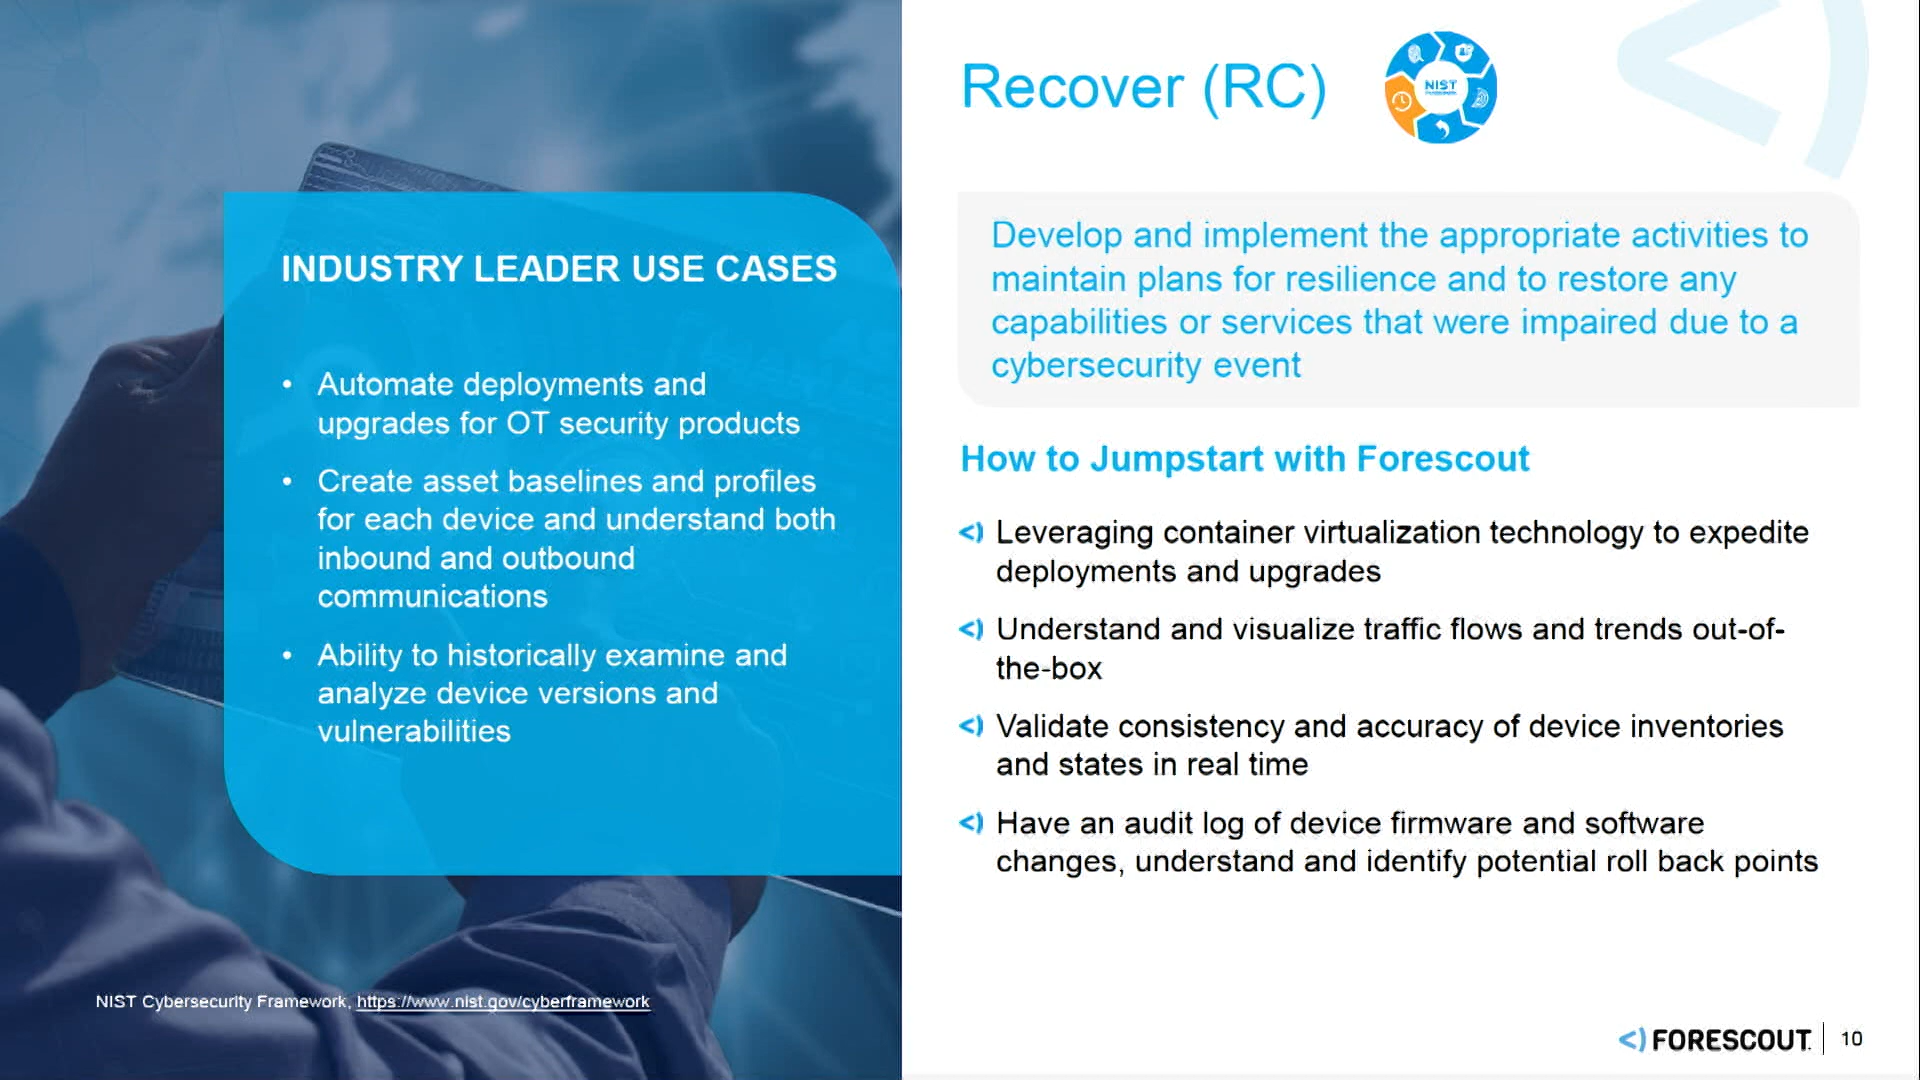 INDUSTRY LEADER USE CASES
• Automate deployments and
upgrades for OT security products
• Create asset baselines and profiles
for each device and understand both
inbound and outbound
communications
• Ability to historically examine and
analyze device versions and
vulnerabilities
NIST Cybersecurity Framework, https://www.nist.gov/cyberframework
Recover (RC)
NIST
Develop and implement the appropriate activities to
maintain plans for resilience and to restore any
capabilities or services that were impaired due to a
cybersecurity event
How to Jumpstart with Forescout
Leveraging container virtualization technology to expedite
deployments and upgrades
Understand and visualize traffic flows and trends out-of-
the-box
Validate consistency and accuracy of device inventories
and states in real time
Have an audit log of device firmware and software
changes, understand and identify potential roll back points
FORESCOUT. 10